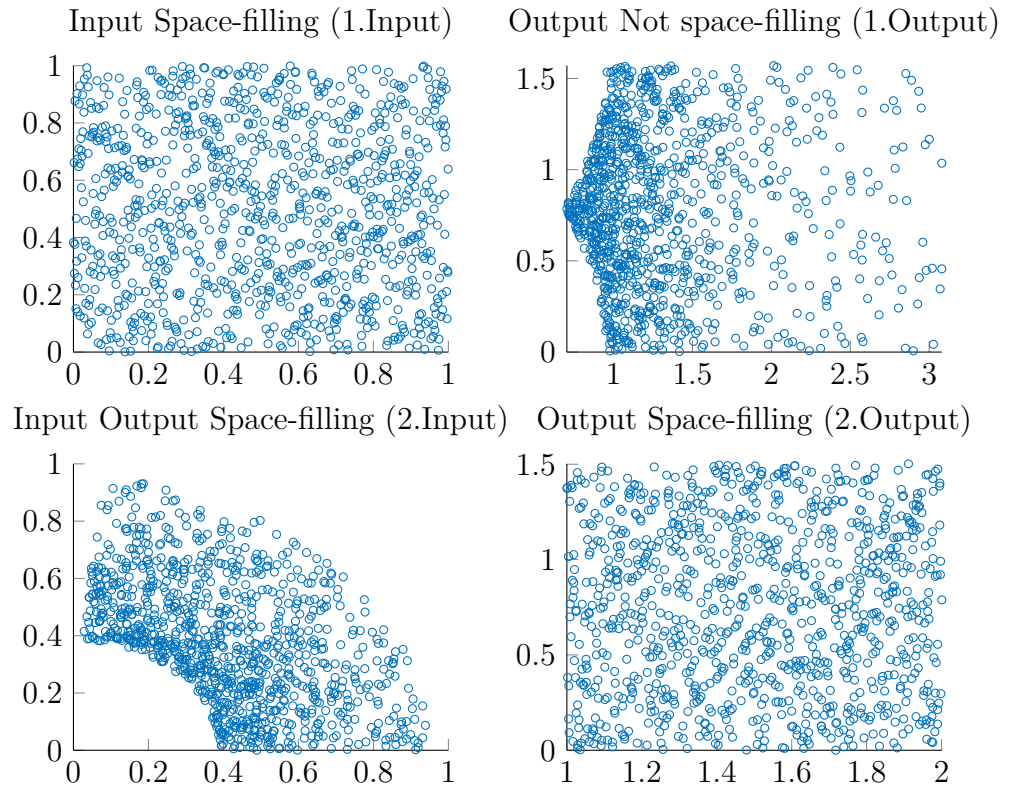 Input Space-filling (1.Input)
1
0.8
0.6
0.4
0.2
0
0 0.2 0.4 0.6 0.8 1
Output Not space-filling (1.Output)
1.5
1
0.5
0
1 1.5 2 2.5 3
Input Output Space-filling (2.Input)
1
0.8
0.6
0.4
0.2
0
0 0.2 0.4 0.6 0.8 1
Output Space-filling (2.Output)
1.5
1
0.5
0
1 1.2 1.4 1.6 1.8 2